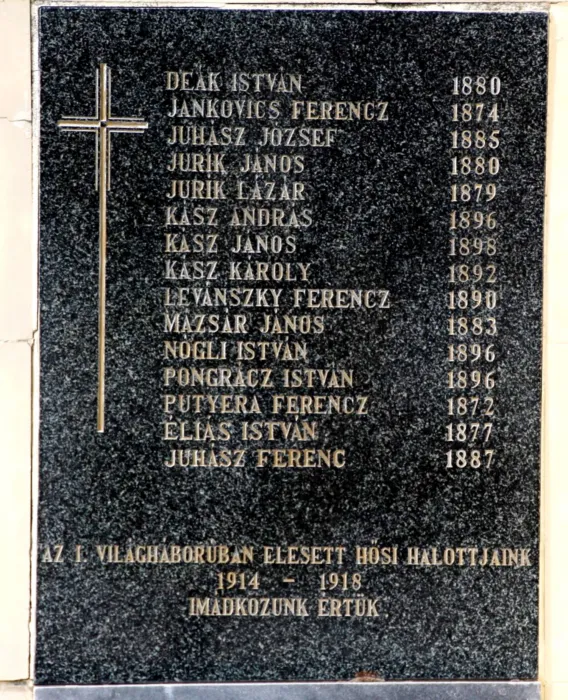 DEÁK ISTVÁN 1880
JANKOVICS FERENCZ 1874
JUHÁSZ JÓZSEF 1885
JURIK JÁNOS 1880
JURIK LÁZÁR 1879
KÁSZ ANDRÁS 1896
KÁSZ JÁNOS 1898
KÁSZ KÁROLY 1892
LEVÁNSZKY FERENCZ 1890
MAZSÁR JÁNOS 1883
NÓGLI ISTVÁN 1896
PONGRÁCZ ISTVÁN 1896
PUTYERA FERENCZ 1872
ÉLIÁS ISTVÁN 1877
JUHÁSZ FERENC 1887
AZ I. VILÁGHÁBORÚBAN ELESETT HŐSI HALOTTJAINK
1914 - 1918
IMÁDKOZUNK ÉRTÜK